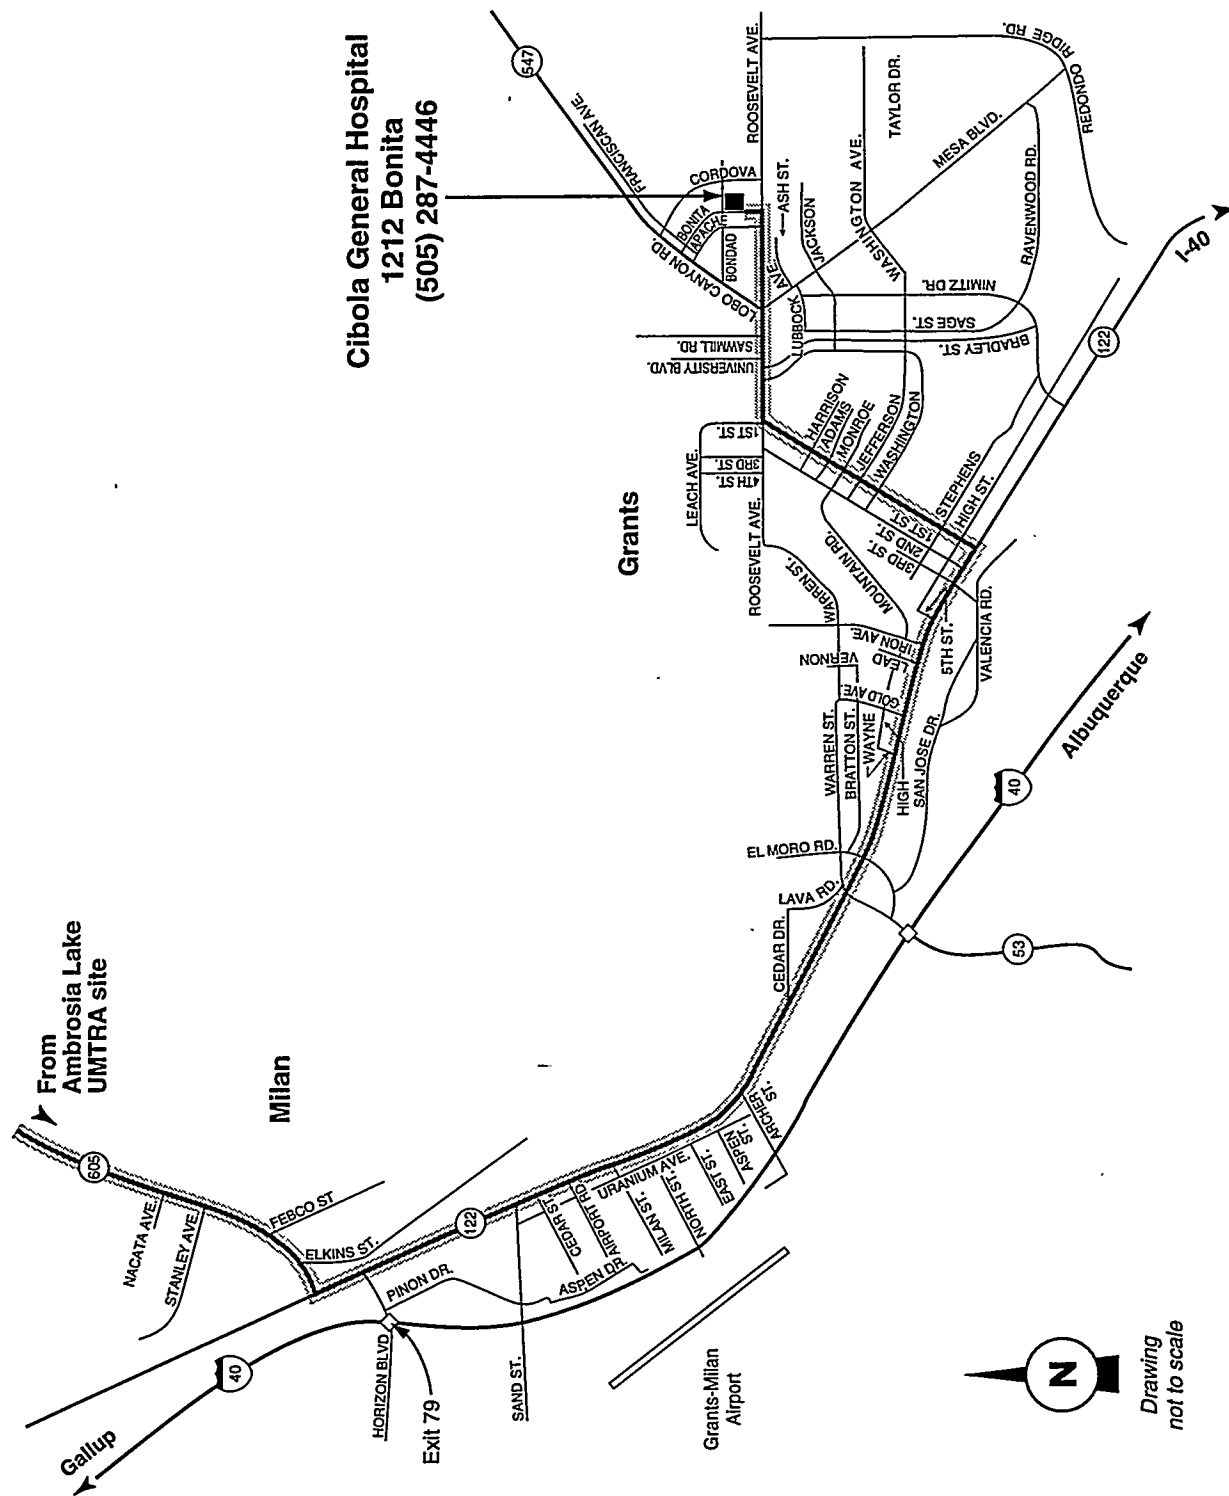 Cibola General Hospital
1212 Bonita
(505) 287-4446
547
FRANCISCAN AVE.
ROOSEVELT AVE.
REDONDO RIDGE RD.
TAYLOR DR.
MESA BLVD.
WASHINGTON AVE.
CORDOVA
BONITA
APACHE
BONDAD
LOBO CANYON RD.
ASH ST.
JACKSON
LUBBOCK AVE.
RAVENWOOD RD.
NIMITZ DR.
SAGE ST.
BRADLEY ST.
I-40
122
SAWMILL RD.
UNIVERSITY BLVD.
HARRISON
ADAMS
MONROE
JEFFERSON
WASHINGTON
1ST ST.
3RD ST.
4TH ST.
LEACH AVE.
Grants
ROOSEVELT AVE.
STEPHENS
HIGH ST.
1ST ST.
2ND ST.
3RD ST.
MOUNTAIN RD.
WARREN ST.
IRON AVE.
LEAD
VERNON
GOLD AVE.
5TH ST.
VALENCIA RD.
WARREN ST.
BRATTON ST.
WAYNE
HIGH
SAN JOSE DR.
Albuquerque
40
EL MORO RD.
LAVA RD.
CEDAR DR.
53
From
Ambrosia Lake
UMTRA site
Milan
605
NACATA AVE.
STANLEY AVE.
FEBCO ST
ELKINS ST.
122
PINON DR.
CEDAR ST.
AIRPORT RD
URANIUM AVE.
MILAN ST.
NORTH ST.
EAST ST.
ASPEN ST.
ARCHER ST.
ASPEN DR.
SAND ST.
HORIZON BLVD
Exit 79
40
Gallup
Grants-Milan
Airport
N
Drawing
not to scale